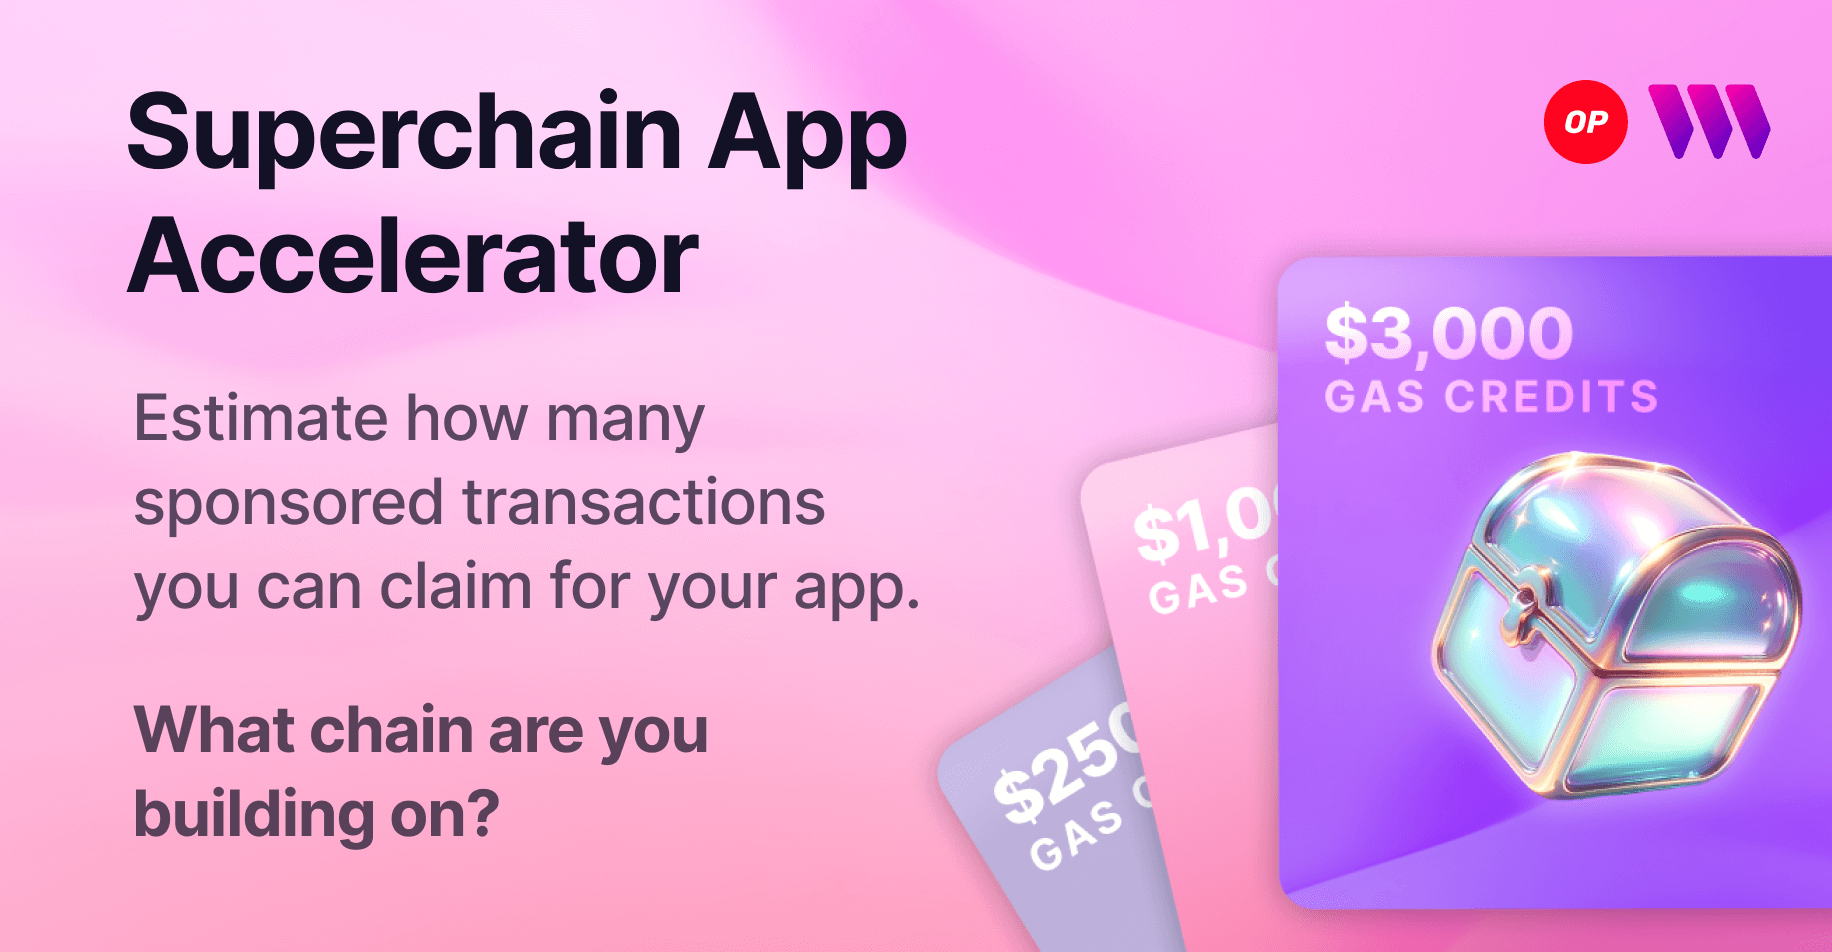 Superchain App
Accelerator
OP
Estimate how many
sponsored transactions
you can claim for your app.
What chain are you
building on?
$3,000
GAS CREDITS
$1,0
GAS
$250
GAS